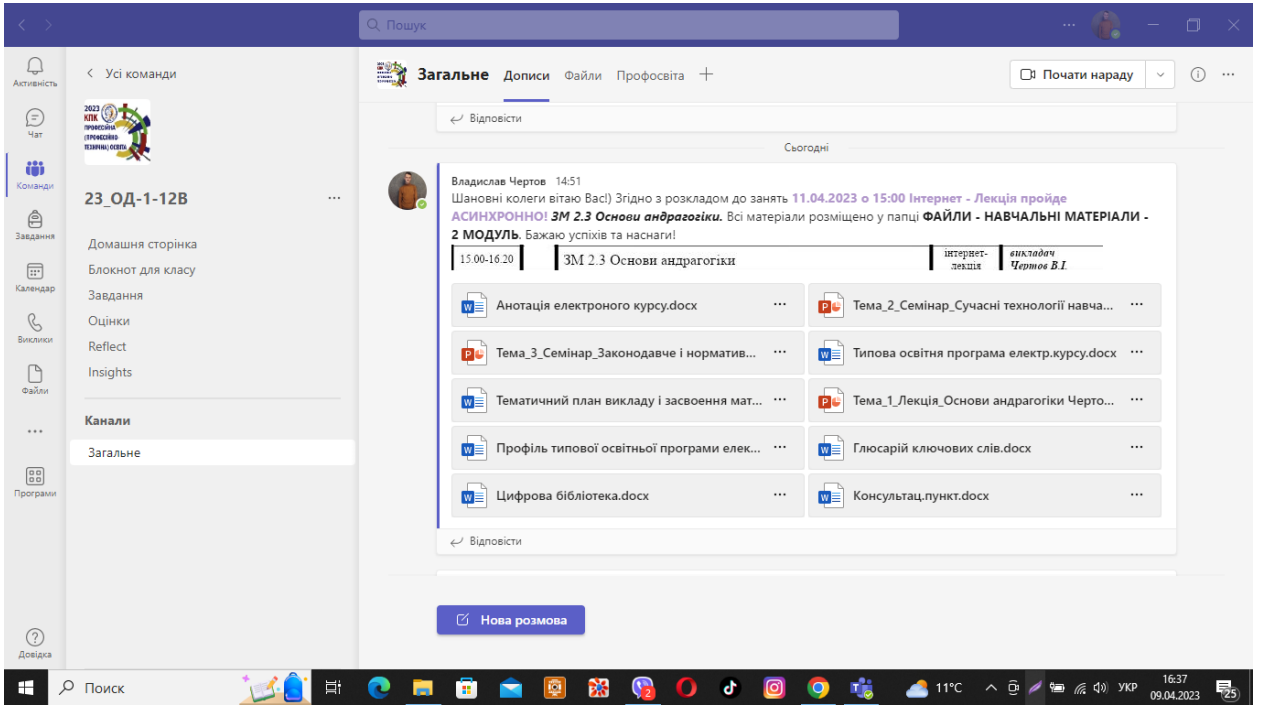 Пошук
Активність
Чат
Команди
Завдання
Календар
Виклики
Файли
Програми
Довідка
Усі команди
2023
КПК
ПРОФЕСІЙНА
(ПРОФЕСІЙНО
ТЕХНІЧНА) ОСВІТА
23_ОД-1-12В
Домашня сторінка
Блокнот для класу
Завдання
Оцінки
Reflect
Insights
Канали
Загальне
Загальне Дописи Файли Профосвіта
Почати нараду
Відповісти
Сьогодні
Владислав Чертов 14:51
Шановні колеги вітаю Вас!) Згідно з розкладом до занять 11.04.2023 о 15:00 Інтернет - Лекція пройде
АСИНХРОННО! ЗМ 2.3 Основи андрагогіки. Всі матеріали розміщено у папці ФАЙЛИ - НАВЧАЛЬНІ МАТЕРІАЛИ -
2 МОДУЛЬ. Бажаю успіхів та наснаги!
15.00-16.20 ЗМ 2.3 Основи андрагогіки інтернет- викладач
лекція Чертов В.І.
Анотація електроного курсу.docx
Тема_2_Семінар_Сучасні технології навча...
Тема_3_Семінар_Законодавче і норматив...
Типова освітня програма електр.курсу.docx
Тематичний план викладу і засвоення мат...
Тема_1_Лекція_Основи андрагогіки Черто...
Профіль типової освітньої програми елек...
Глюсарій ключових слів.docx
Цифрова бібліотека.docx
Консультац.пункт.docx
Відповісти
Нова розмова
Поиск
2
11°C
УКР
16:37
09.04.2023
25